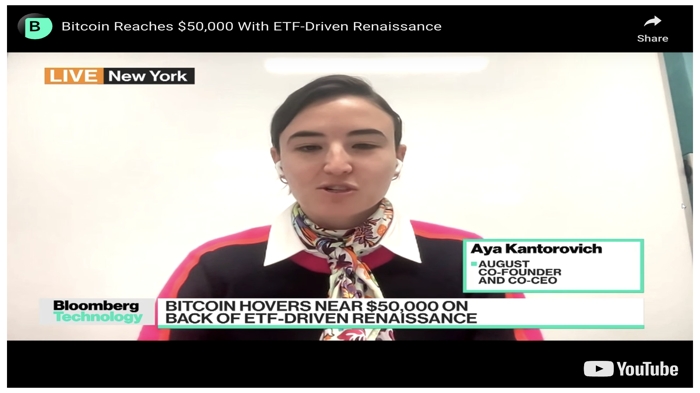 B Bitcoin Reaches $50,000 With ETF-Driven Renaissance
Share
LIVE New York
Aya Kantorovich
AUGUST
CO-FOUNDER
AND CO-CEO
Bloomberg
Technology
BITCOIN HOVERS NEAR $50,000 ON
BACK OF ETF-DRIVEN RENAISSANCE
YouTube